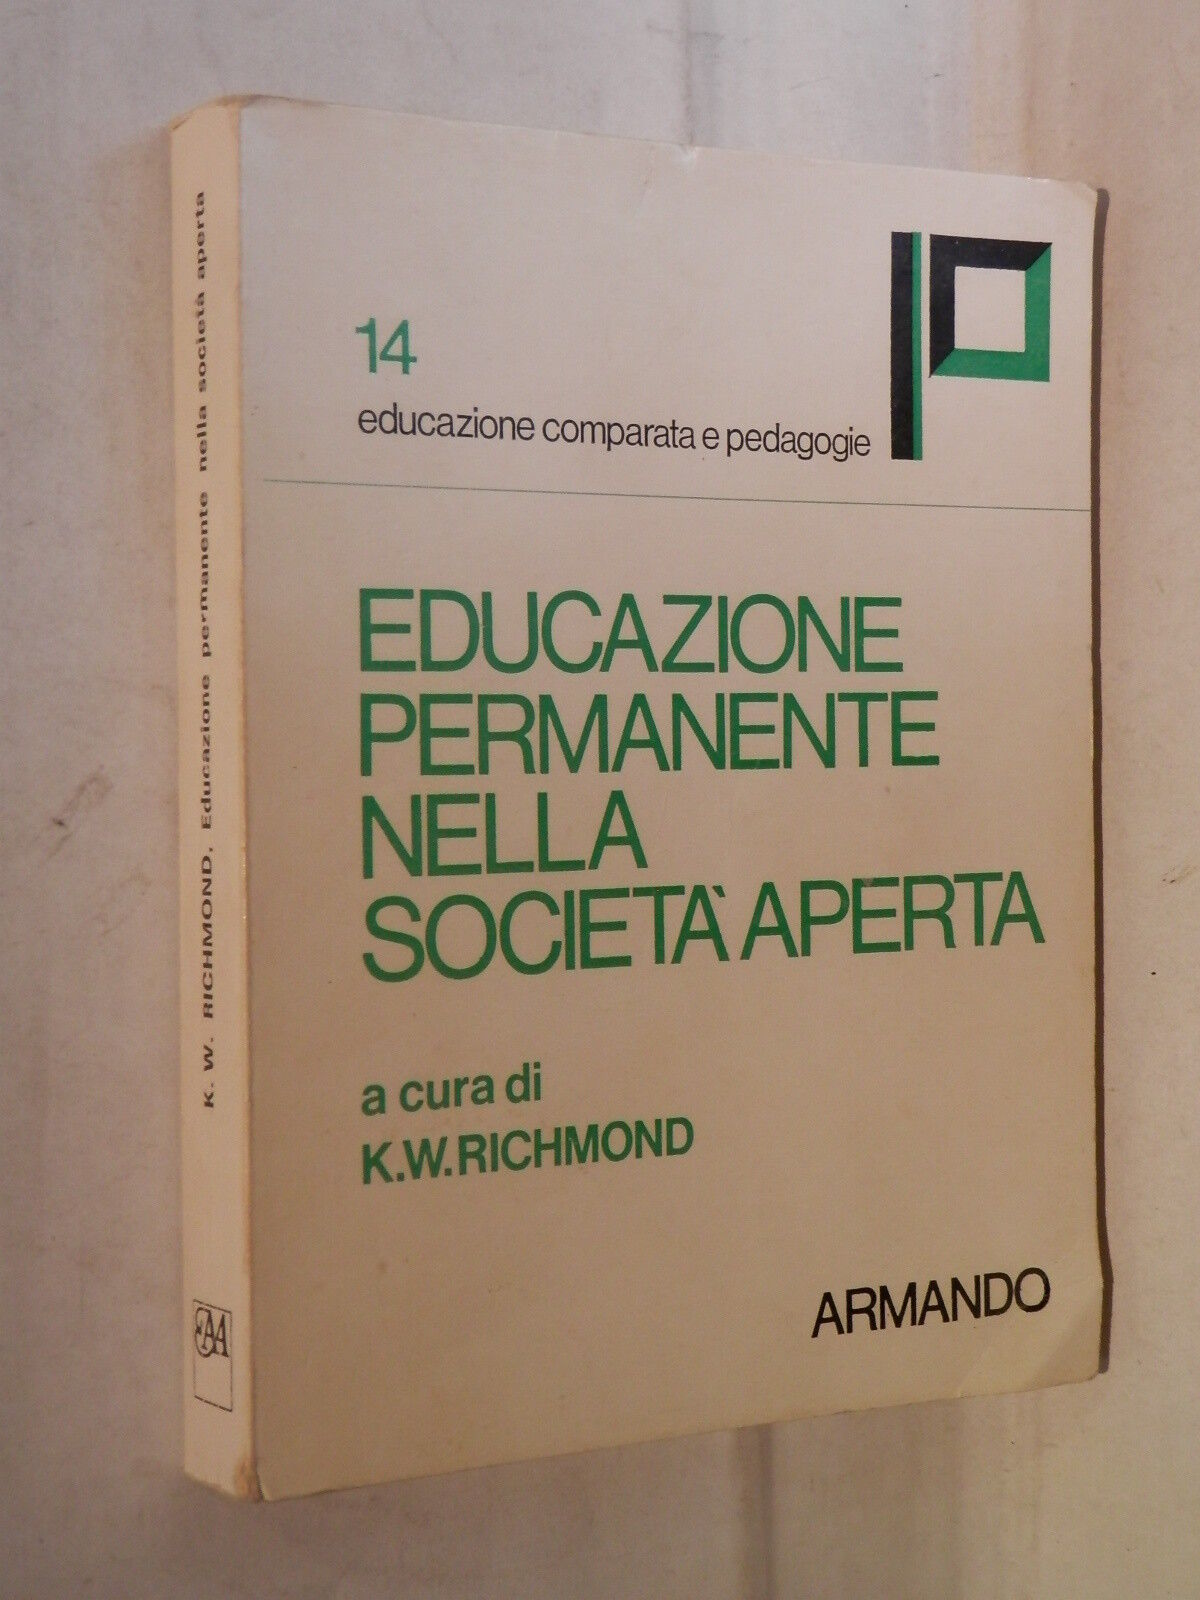 14
educazione comparata e pedagogie
EDUCAZIONE
PERMANENTE
NELLA
SOCIETÀ APERTA
a cura di
K.W.RICHMOND
ARMANDO
K. W. RICHMOND, Educazione permanente nella società aperta